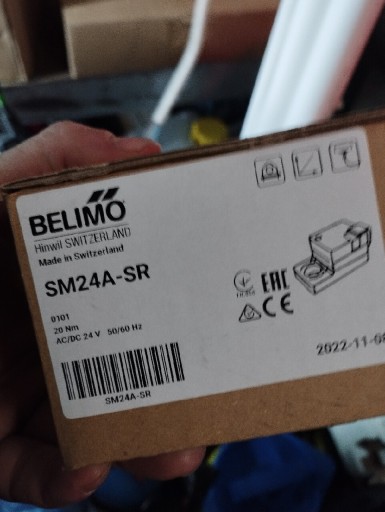 BELIMO
Hinwil SWITZERLAND
Made in Switzerland
SM24A-SR
0101
20 Nm
AC/DC 24 V 50/60 Hz
SM24A-SR
EAC
CE